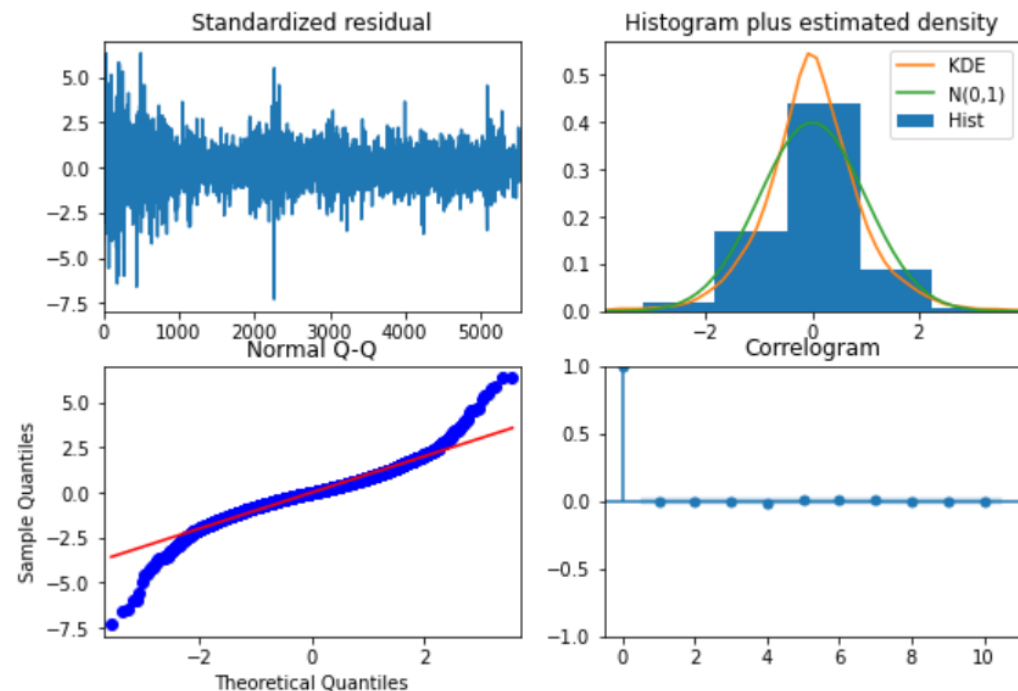 Standardized residual
5.0
2.5
0.0
−2.5
−5.0
−7.5
0 1000 2000 3000 4000 5000
Histogram plus estimated density
0.5
0.4
0.3
0.2
0.1
0.0
KDE
N(0,1)
Hist
−2 0 2
Normal Q-Q
Sample Quantiles
5.0
2.5
0.0
−2.5
−5.0
−7.5
−2 0 2
Theoretical Quantiles
Correlogram
1.0
0.5
0.0
−0.5
−1.0
0 2 4 6 8 10